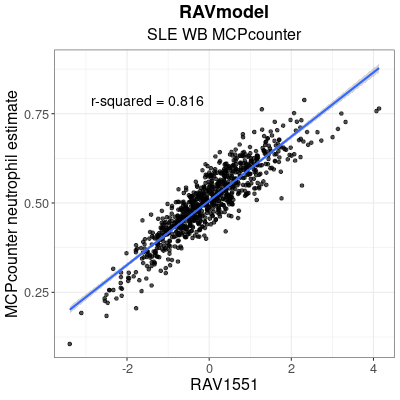 RAVmodel
SLE WB MCPcounter
r-squared = 0.816
MCPcounter neutrophil estimate
0.75
0.50
0.25
-2
0
2
4
RAV1551